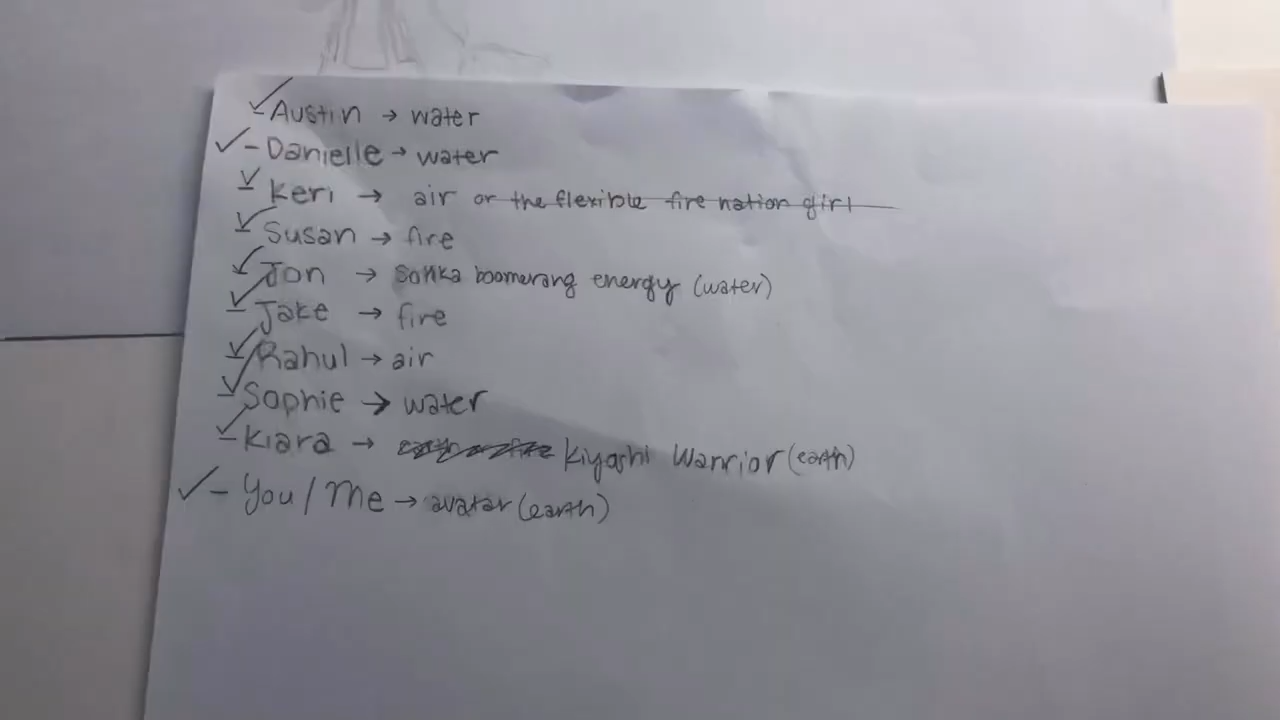 ✓ - Austin → water
✓ - Danielle → water
✓ - Keri → air or the flexible fire nation girl
✓ - Susan → fire
✓ - Jon → Sokka boomerang energy (water)
✓ - Jake → fire
✓ - Rahul → air
✓ - Sophie → water
✓ - Kiara → Kiyoshi Warrior (earth)
✓ - You / Me → avatar (earth)